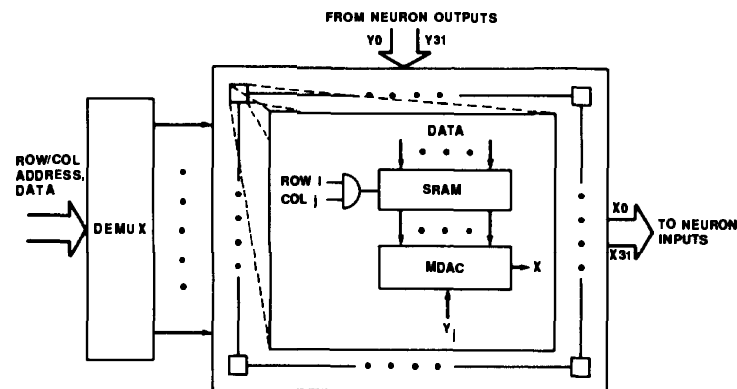 FROM NEURON OUTPUTS
Y0 Y31
ROW/COL
ADDRESS,
DATA
DEMUX
DATA
ROW i
COL j
SRAM
MDAC
X
Y j
X0
X31
TO NEURON
INPUTS